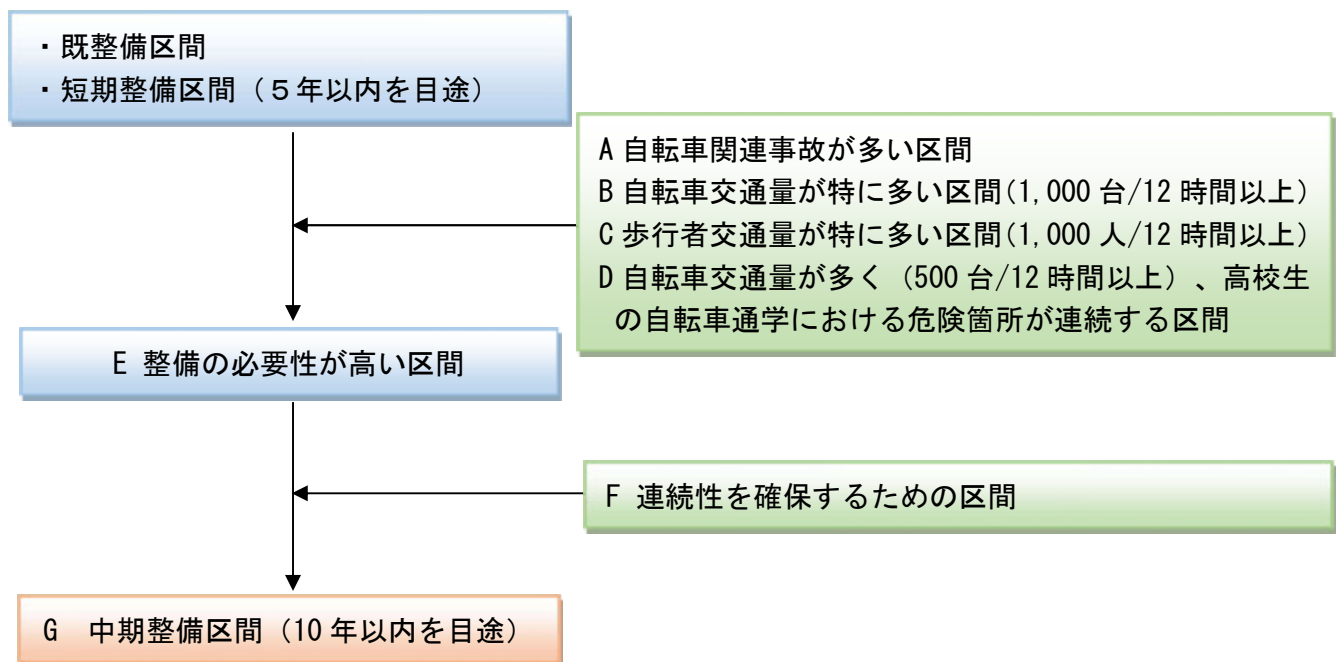 ・既整備区間
・短期整備区間（５年以内を目途）
A 自転車関連事故が多い区間
B 自転車交通量が特に多い区間(1,000 台/12 時間以上)
C 歩行者交通量が特に多い区間(1,000 人/12 時間以上)
D 自転車交通量が多く（500 台/12 時間以上）、高校生
の自転車通学における危険箇所が連続する区間
E 整備の必要性が高い区間
F 連続性を確保するための区間
G　中期整備区間（10 年以内を目途）